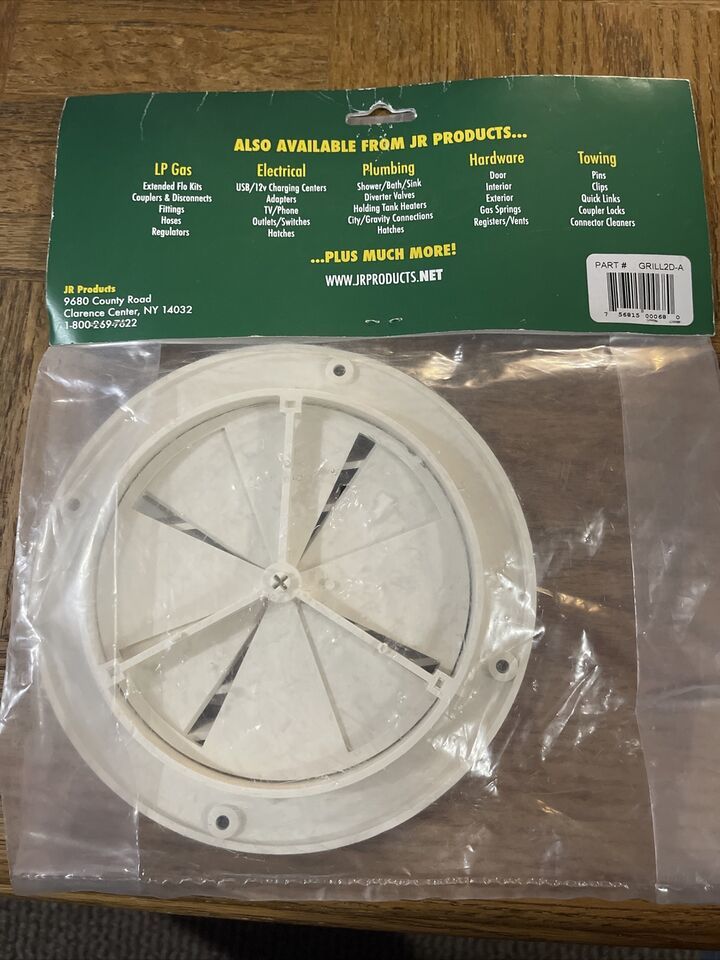 ALSO AVAILABLE FROM JR PRODUCTS...
LP Gas
Extended Flo Kits
Couplers & Disconnects
Fittings
Hoses
Regulators
Electrical
USB/12v Charging Centers
Adapters
TV/Phone
Outlets/Switches
Hatches
Plumbing
Shower/Bath/Sink
Diverter Valves
Holding Tank Heaters
City/Gravity Connections
Hatches
Hardware
Door
Interior
Exterior
Gas Springs
Registers/Vents
Towing
Pins
Clips
Quick Links
Coupler Locks
Connector Cleaners
...PLUS MUCH MORE!
WWW.JRPRODUCTS.NET
JR Products
9680 County Road
Clarence Center, NY 14032
1-800-269-7622
PART # GRILL2D-A
7 56815 00068 0